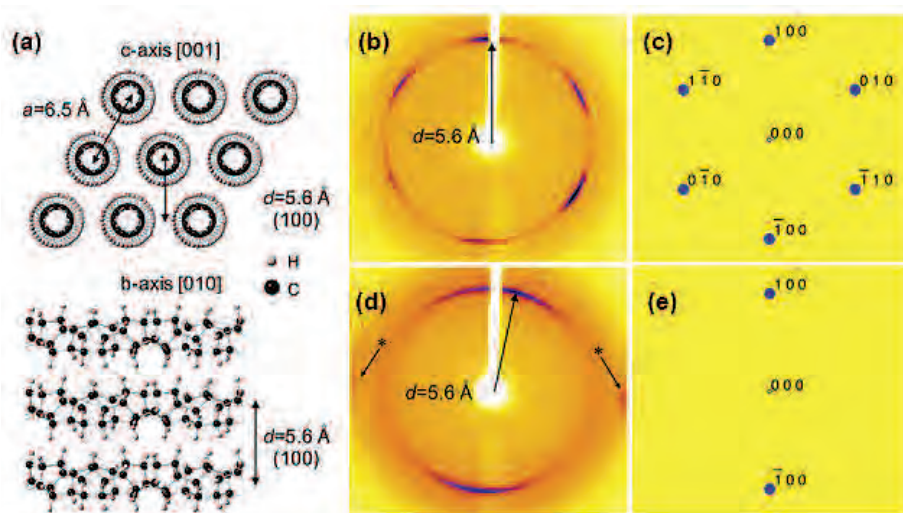 (a)
c-axis [001]
a=6.5 Å
d=5.6 Å
(100)
H
C
b-axis [010]
d=5.6 Å
(100)
(b)
d=5.6 Å
(c)
1 0 0
1 1̅ 0
0 1 0
0 0 0
0 1̅ 0
1̅ 1 0
1̅ 0 0
(d)
*
*
d=5.6 Å
(e)
1 0 0
0 0 0
1̅ 0 0